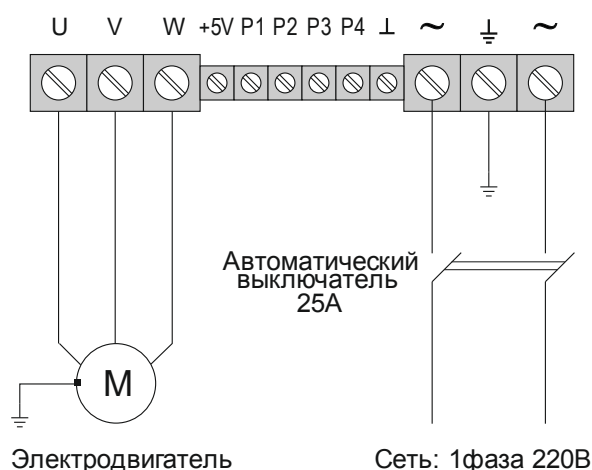 U V W +5V P1 P2 P3 P4 ⊥ ~ ⏚ ~
Автоматический
выключатель
25А
M
Электродвигатель
Сеть: 1фаза 220В